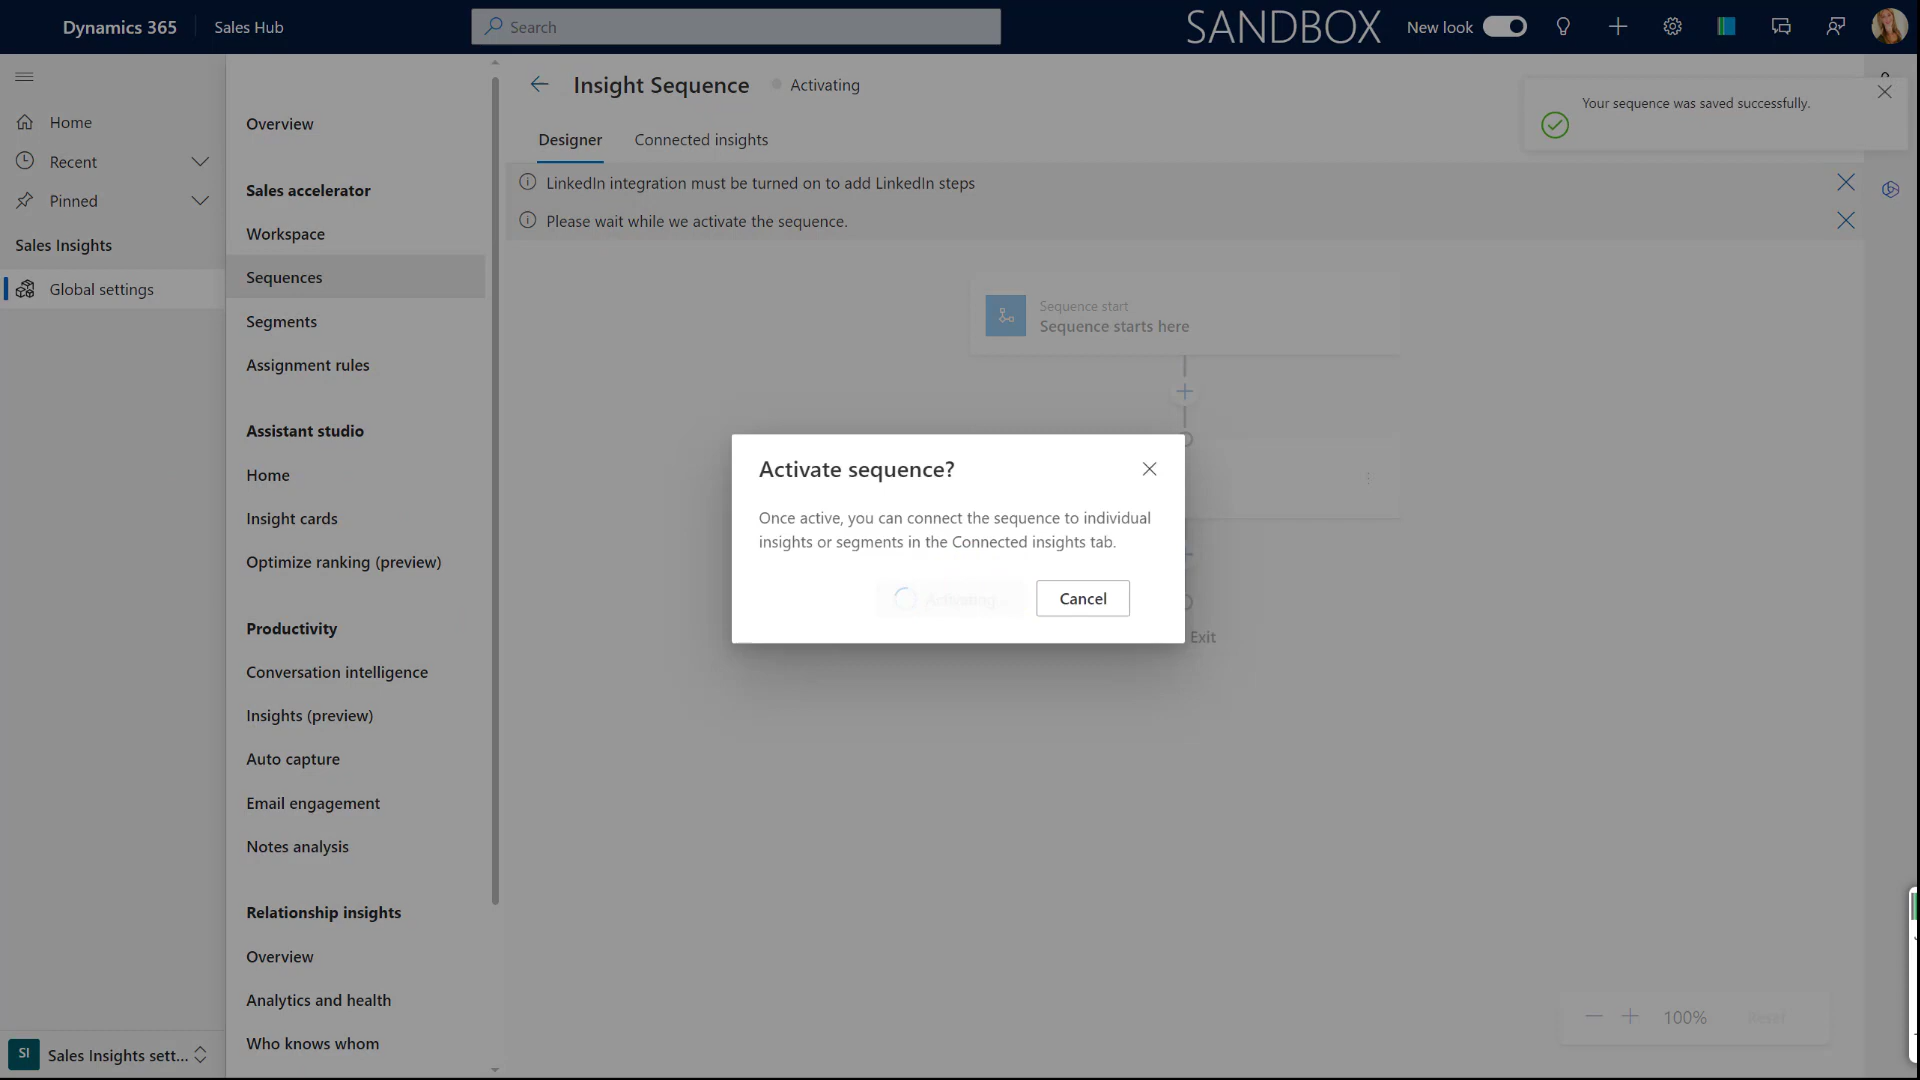 Dynamics 365
Sales Hub
Search
SANDBOX
New look
Home
Recent
Pinned
Sales Insights
Global settings
SI
Sales Insights sett...
Overview
Sales accelerator
Workspace
Sequences
Segments
Assignment rules
Assistant studio
Home
Insight cards
Optimize ranking (preview)
Productivity
Conversation intelligence
Insights (preview)
Auto capture
Email engagement
Notes analysis
Relationship insights
Overview
Analytics and health
Who knows whom
Insight Sequence
Activating
Your sequence was saved successfully.
Designer
Connected insights
LinkedIn integration must be turned on to add LinkedIn steps
Please wait while we activate the sequence.
Sequence start
Sequence starts here
Activate sequence?
Once active, you can connect the sequence to individual
insights or segments in the Connected insights tab.
Activating...
Cancel
Exit
100%
Reset